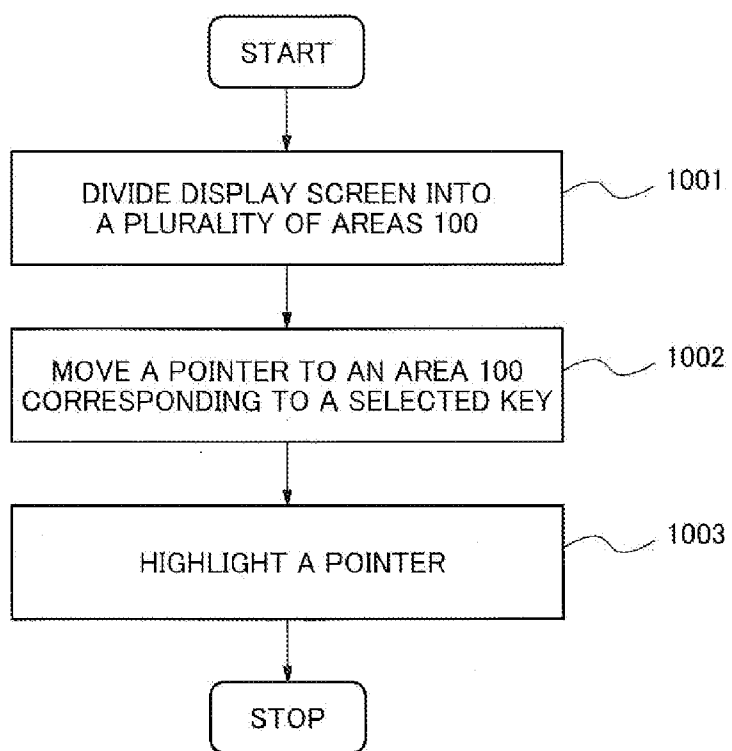 START
DIVIDE DISPLAY SCREEN INTO
A PLURALITY OF AREAS 100
1001
MOVE A POINTER TO AN AREA 100
CORRESPONDING TO A SELECTED KEY
1002
HIGHLIGHT A POINTER
1003
STOP